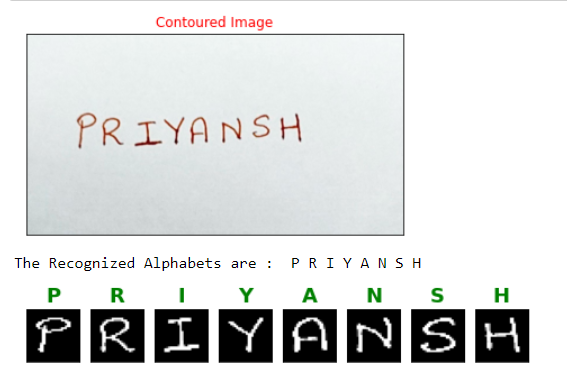 Contoured Image
PRIYANSH
The Recognized Alphabets are : P R I Y A N S H
P R I Y A N S H
P R I Y A N S H